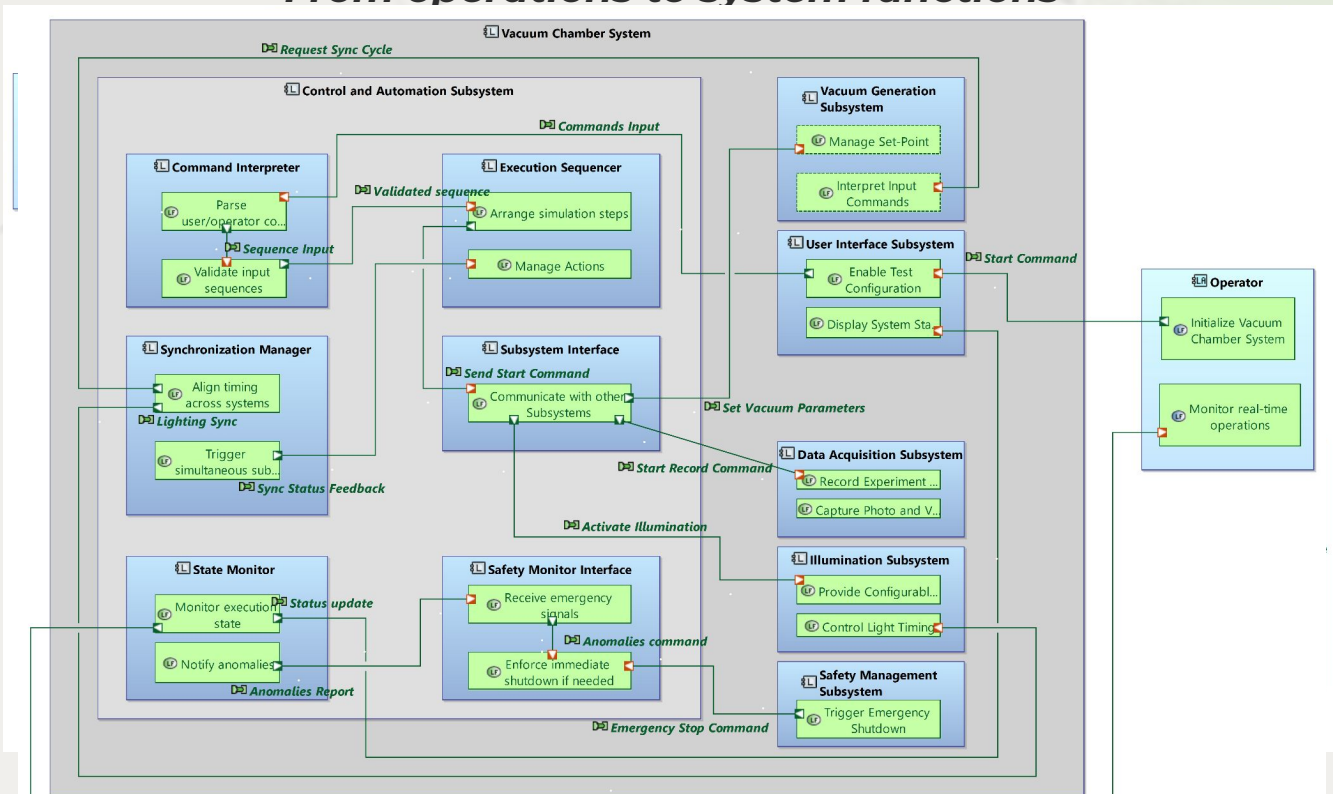 From operations to system functions
Vacuum Chamber System
Request Sync Cycle
Control and Automation Subsystem
Commands Input
Command Interpreter
Parse
user/operator co...
Sequence Input
Validate input
sequences
Validated sequence
Execution Sequencer
Arrange simulation steps
Manage Actions
Vacuum Generation
Subsystem
Manage Set-Point
Interpret Input
Commands
User Interface Subsystem
Enable Test
Configuration
Display System Sta...
Start Command
Operator
Initialize Vacuum
Chamber System
Monitor real-time
operations
Synchronization Manager
Align timing
across systems
Lighting Sync
Trigger
simultaneous sub...
Sync Status Feedback
Subsystem Interface
Send Start Command
Communicate with other
Subsystems
Set Vacuum Parameters
Start Record Command
Data Acquisition Subsystem
Record Experiment ...
Capture Photo and V...
Activate Illumination
Illumination Subsystem
Provide Configurabl...
Control Light Timing
State Monitor
Monitor execution
state
Status update
Notify anomalies
Anomalies Report
Safety Monitor Interface
Receive emergency
signals
Anomalies command
Enforce immediate
shutdown if needed
Emergency Stop Command
Safety Management
Subsystem
Trigger Emergency
Shutdown